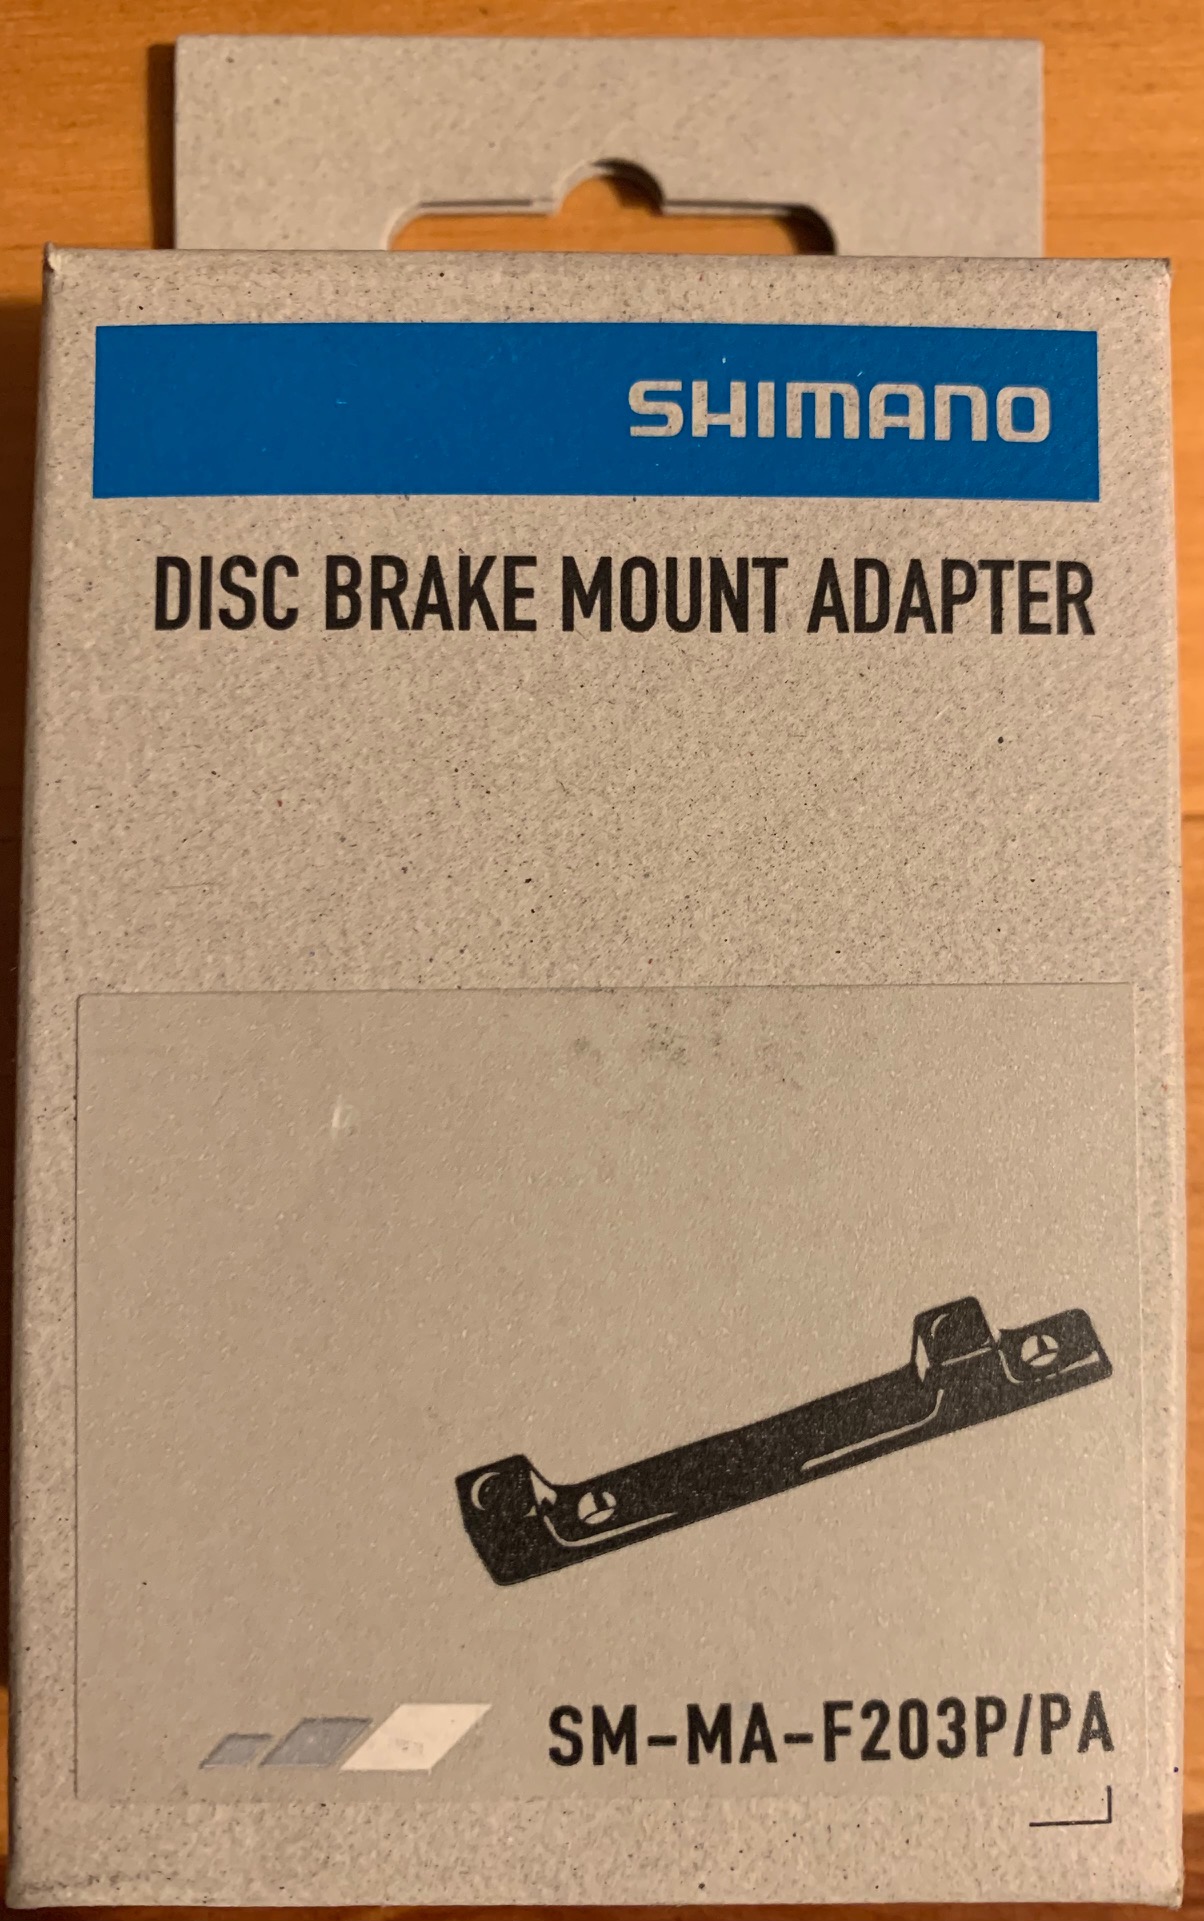 SHIMANO
DISC BRAKE MOUNT ADAPTER
SM-MA-F203P/PA